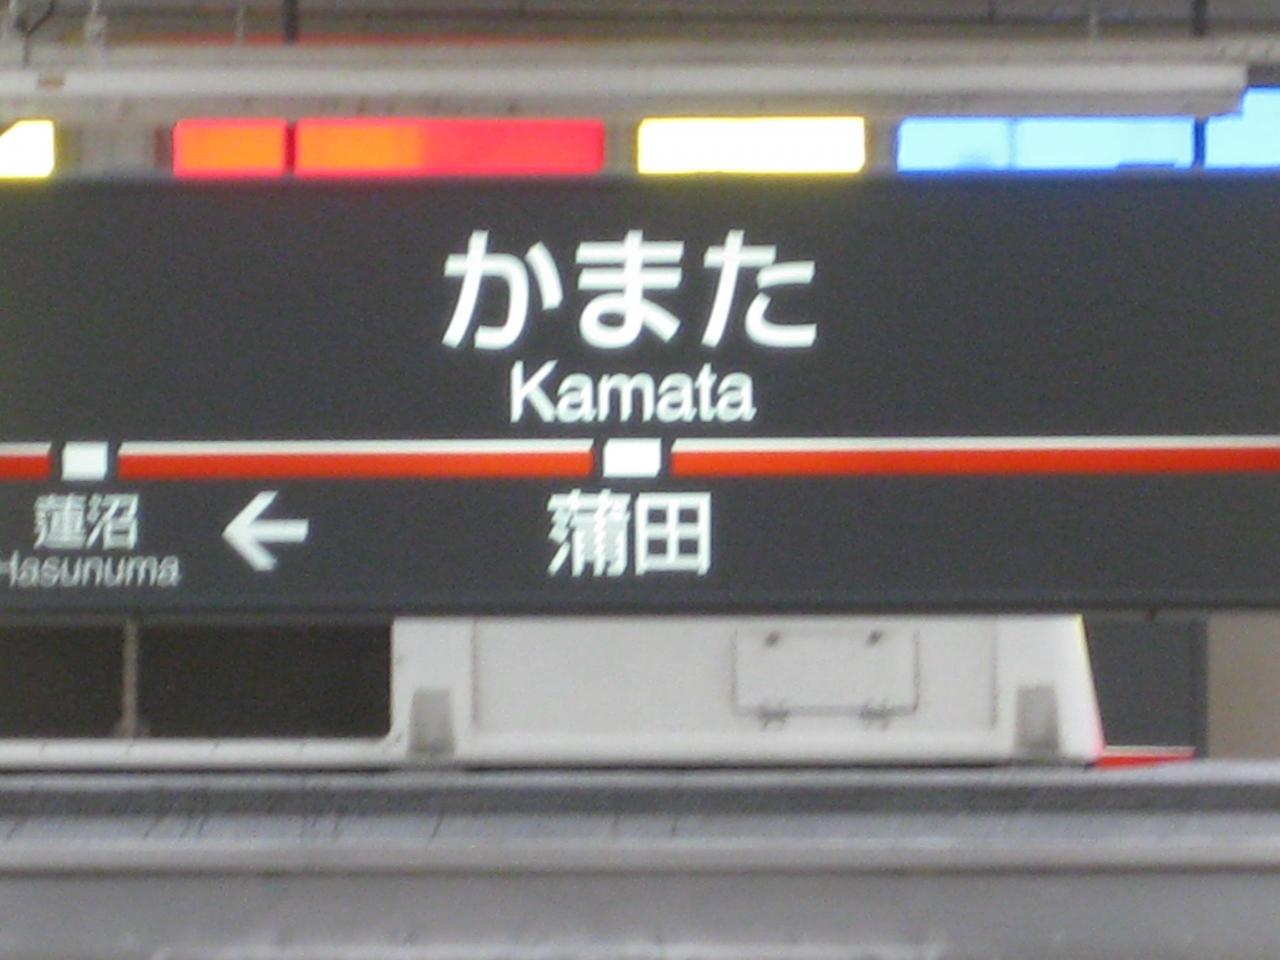 かまた
Kamata
蓮沼 ← 蒲田
Hasunuma